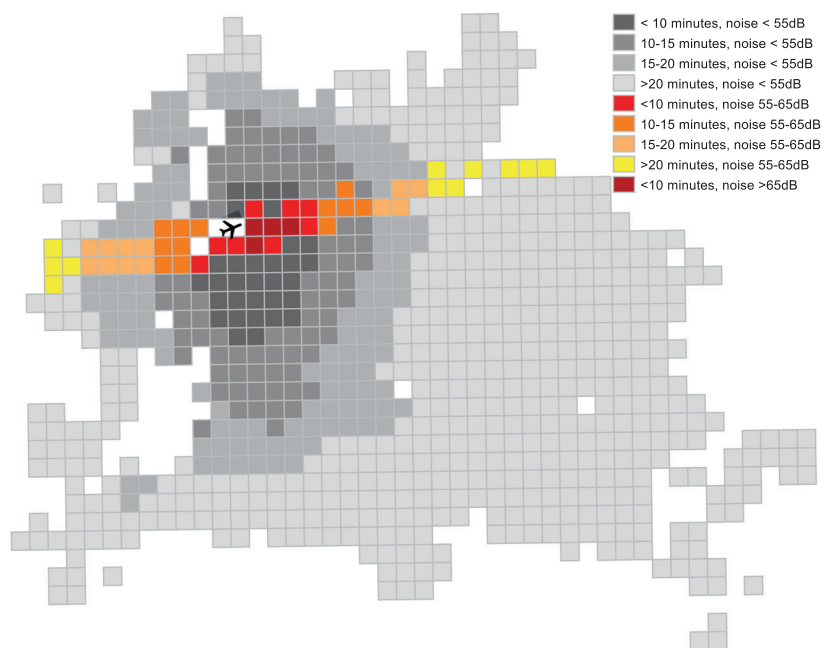 < 10 minutes, noise < 55dB
10-15 minutes, noise < 55dB
15-20 minutes, noise < 55dB
>20 minutes, noise < 55dB
<10 minutes, noise 55-65dB
10-15 minutes, noise 55-65dB
15-20 minutes, noise 55-65dB
>20 minutes, noise 55-65dB
<10 minutes, noise >65dB